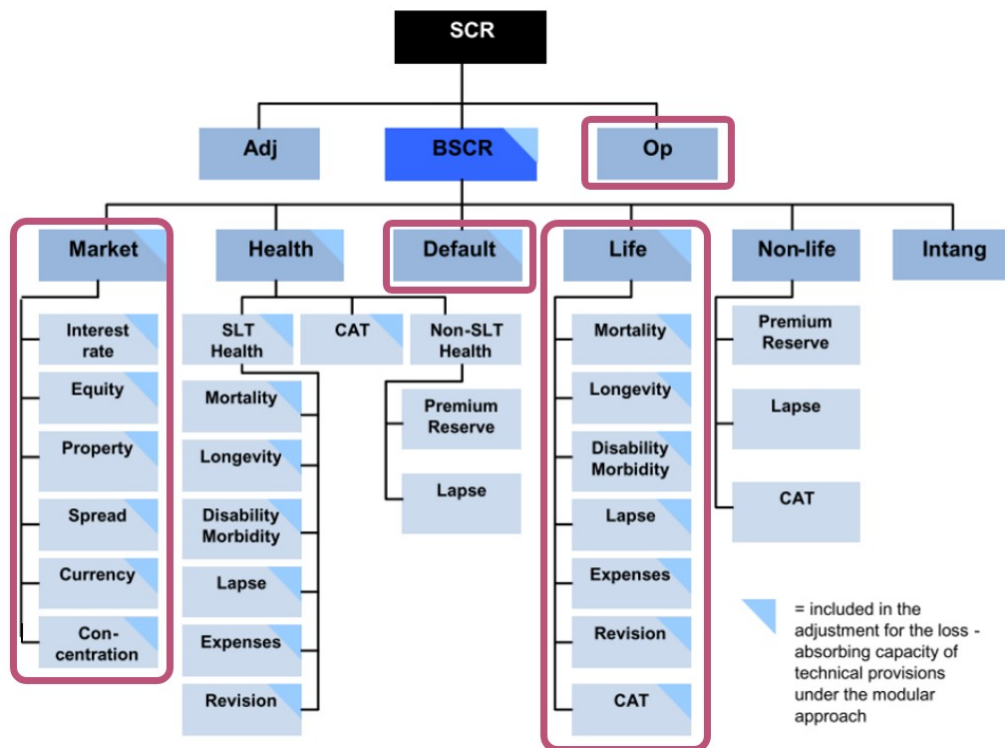 SCR
Adj
BSCR
Op
Market
Health
Default
Life
Non-life
Intang
Interest
rate
Equity
Property
Spread
Currency
Con-
centration
SLT
Health
CAT
Non-SLT
Health
Mortality
Longevity
Disability
Morbidity
Lapse
Expenses
Revision
Premium
Reserve
Lapse
Mortality
Longevity
Disability
Morbidity
Lapse
Expenses
Revision
CAT
Premium
Reserve
Lapse
CAT
= included in the
adjustment for the loss -
absorbing capacity of
technical provisions
under the modular
approach